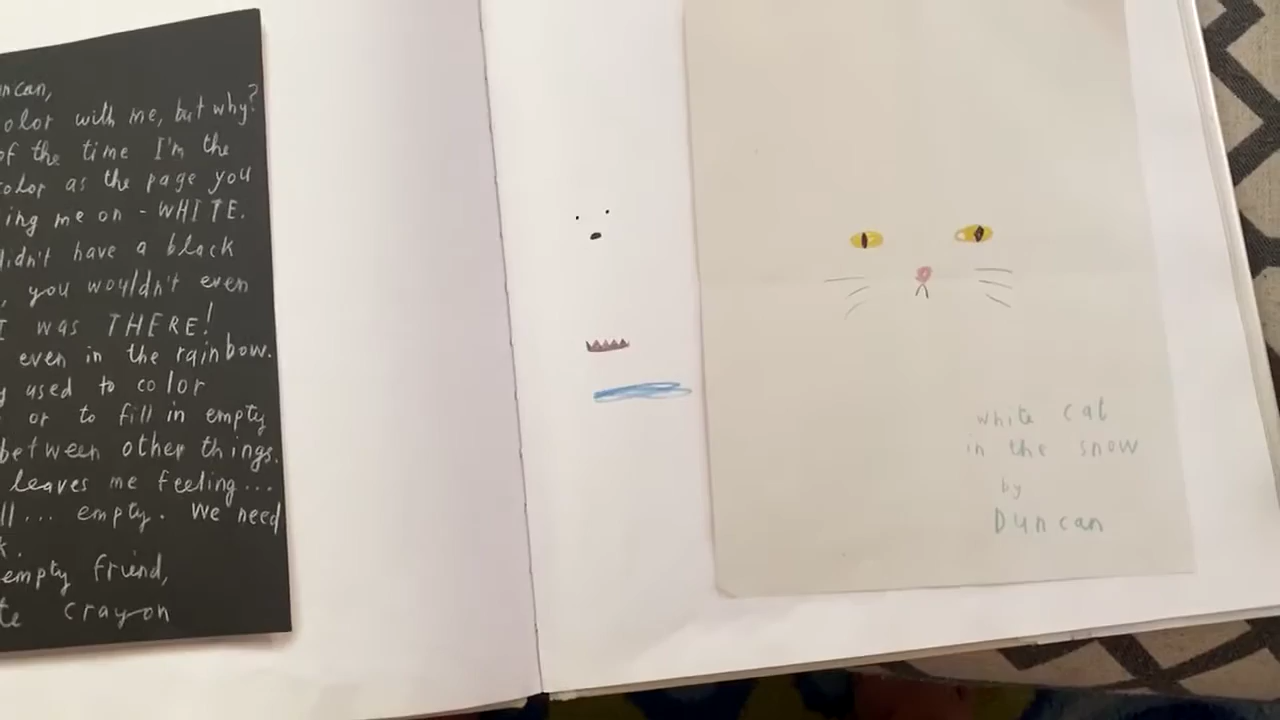 can,
olor with me, but why?
of the time I'm the
color as the page you
ing me on - WHITE.
didn't have a black
, you wouldn't even
I was THERE!
even in the rainbow.
used to color
or to fill in empty
between other things.
leaves me feeling...
ll... empty. We need
k.
empty friend,
te crayon
white cat
in the snow
by
Duncan